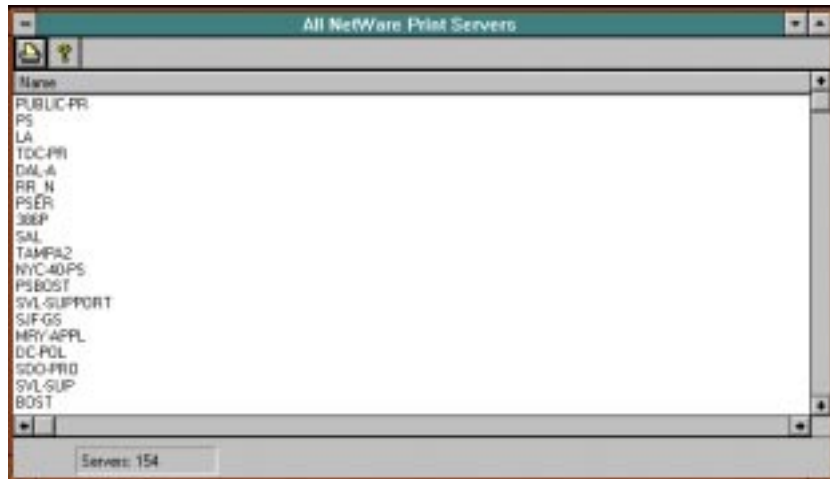 All NetWare Print Servers
Name
PUBLIC-PR
PS
LA
TDC-PR
DAL-A
RR_N
PSER
386P
SAL
TAMPA2
NYC-40-PS
PSBOST
SVL-SUPPORT
SJF-GS
MRY-APPL
DC-POL
SDO-PRO
SVL-SUP
BOST
Servers: 154